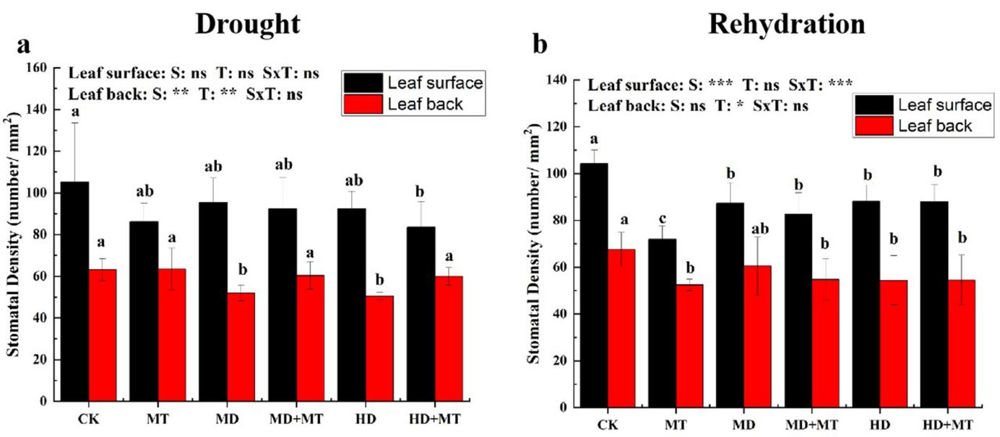 Drought
a
Leaf surface: S: ns T: ns SxT: ns
Leaf back: S: ** T: ** SxT: ns
Leaf surface
Leaf back
Stomatal Density (number/ mm2)
160
140
120
100
80
60
40
20
0
a
a
ab
a
ab
b
ab
a
ab
b
b
a
CK MT MD MD+MT HD HD+MT
Rehydration
b
Leaf surface: S: *** T: ns SxT: ***
Leaf back: S: ns T: * SxT: ns
Leaf surface
Leaf back
Stomatal Density (number/ mm2)
140
120
100
80
60
40
20
0
a
a
c
b
b
ab
b
b
b
b
b
b
CK MT MD MD+MT HD HD+MT